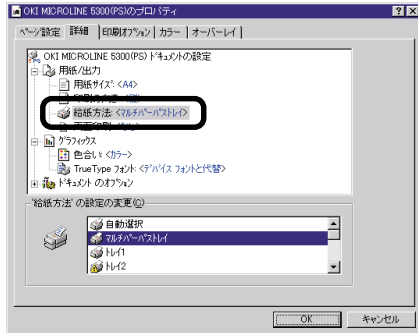 OKI MICROLINE 5300(PS)のプロパティ
ページ設定 詳細 印刷オプション カラー オーバーレイ
OKI MICROLINE 5300(PS) ドキュメントの設定
用紙/出力
用紙サイズ: <A4>
給紙方法: <マルチパーパストレイ>
グラフィックス
色合い: <カラー>
TrueType フォント: <デバイス フォントと代替>
ドキュメント のオプション
'給紙方法' の設定の変更(C)
自動選択
マルチパーパストレイ
トレイ1
トレイ2
OK キャンセル